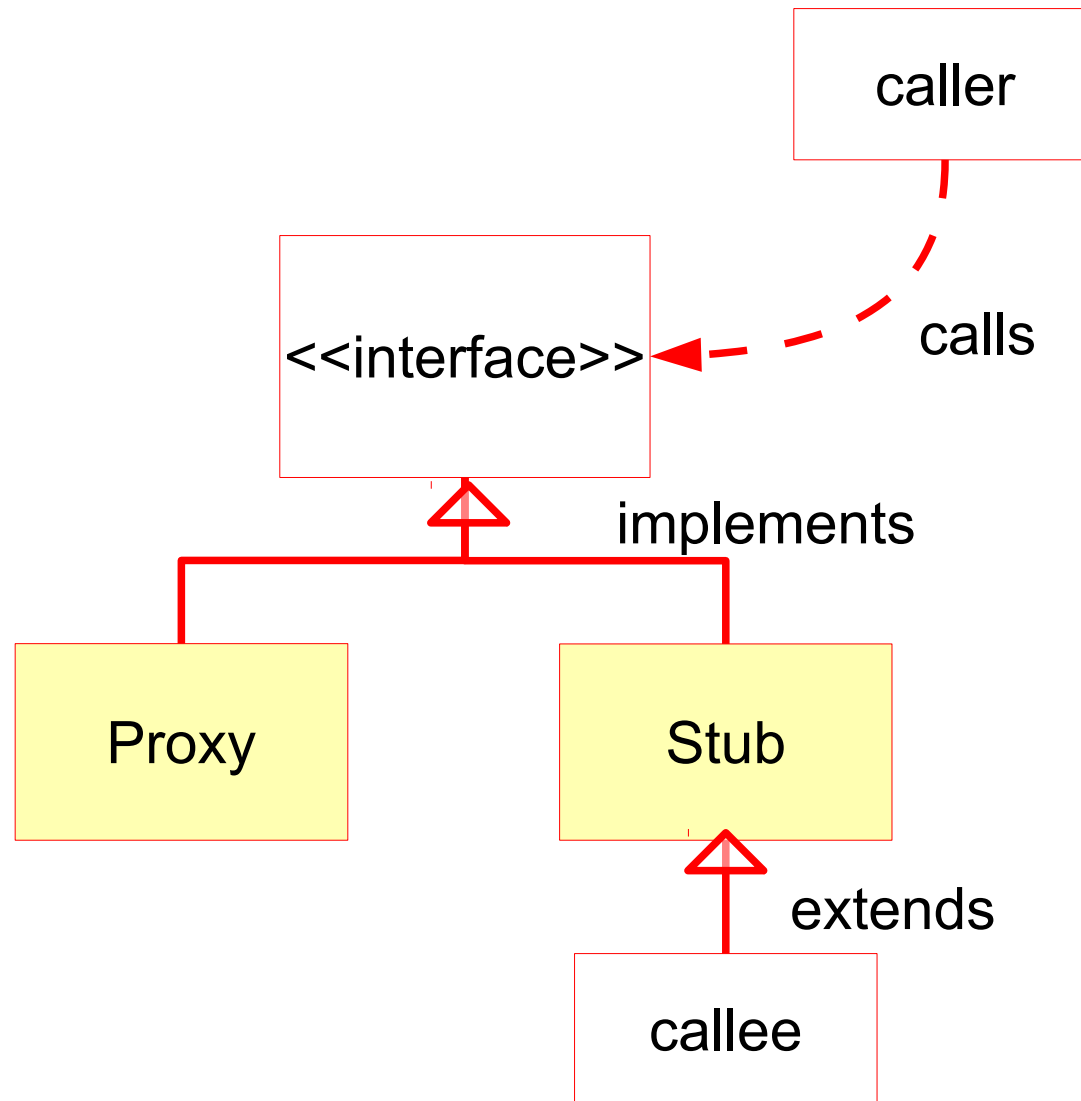 caller
<<interface>>
calls
implements
Proxy
Stub
extends
callee